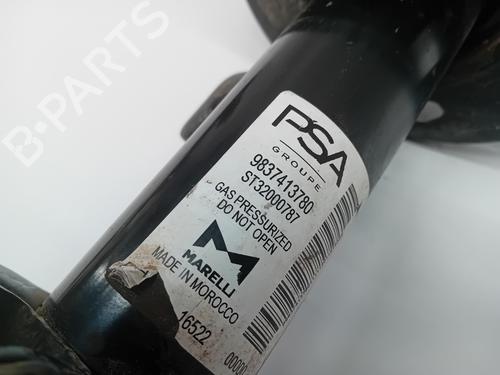 B-PARTS
PSA
GROUPE
9837413780
ST32000787
GAS PRESSURIZED
DO NOT OPEN
MARELLI
MADE IN MOROCCO
16522